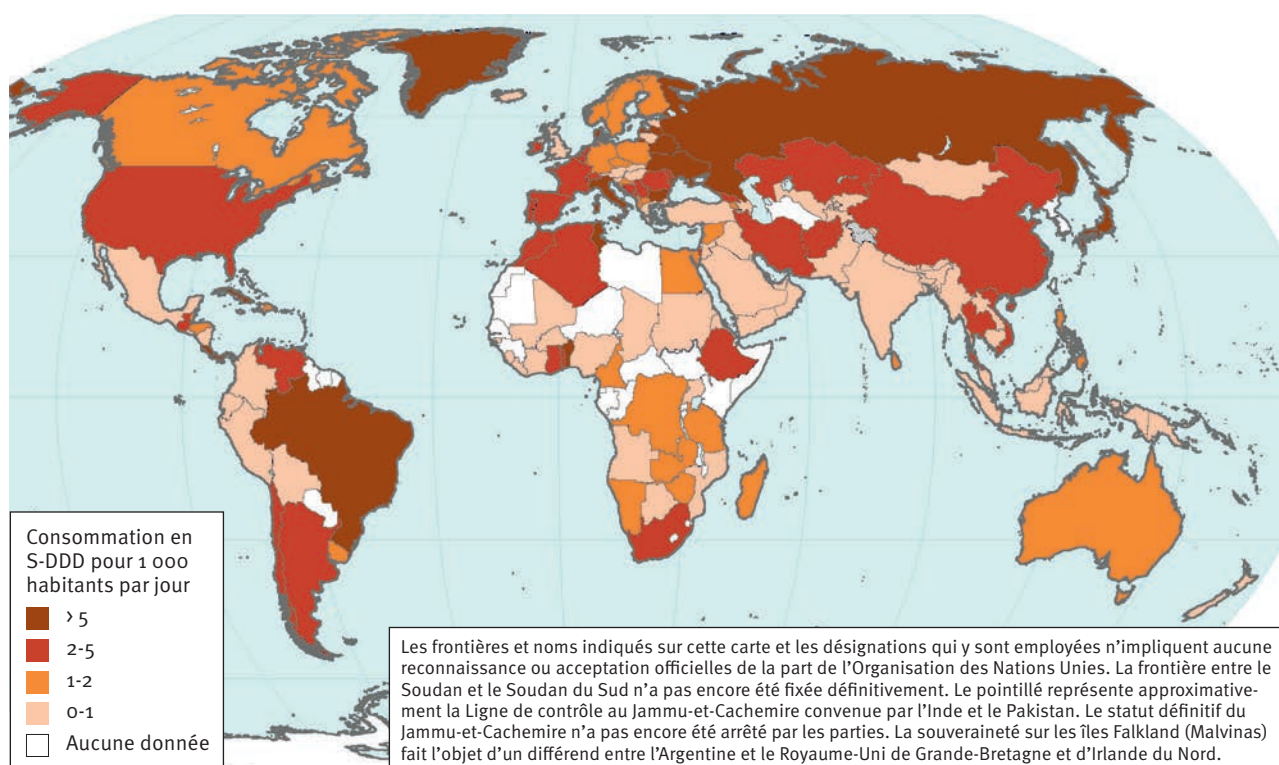 Consommation en
S-DDD pour 1 000
habitants par jour
> 5
2-5
1-2
0-1
Aucune donnée
Les frontières et noms indiqués sur cette carte et les désignations qui y sont employées n'impliquent aucune
reconnaissance ou acceptation officielles de la part de l'Organisation des Nations Unies. La frontière entre le
Soudan et le Soudan du Sud n'a pas encore été fixée définitivement. Le pointillé représente approximative-
ment la Ligne de contrôle au Jammu-et-Cachemire convenue par l'Inde et le Pakistan. Le statut définitif du
Jammu-et-Cachemire n'a pas encore été arrêté par les parties. La souveraineté sur les îles Falkland (Malvinas)
fait l'objet d'un différend entre l'Argentine et le Royaume-Uni de Grande-Bretagne et d'Irlande du Nord.